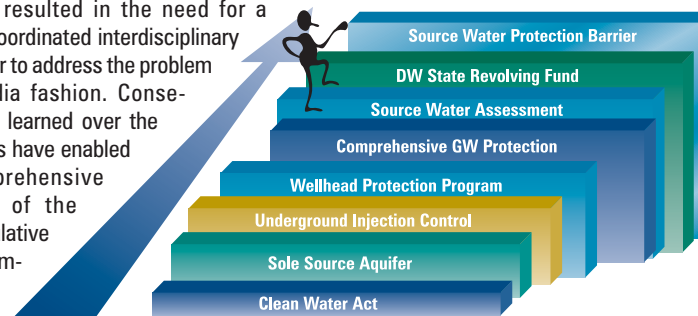 resulted in the need for a
oordinated interdisciplinary
r to address the problem
dia fashion. Conse-
learned over the
s have enabled
prehensive
of the
lative
m-
Source Water Protection Barrier
DW State Revolving Fund
Source Water Assessment
Comprehensive GW Protection
Wellhead Protection Program
Underground Injection Control
Sole Source Aquifer
Clean Water Act